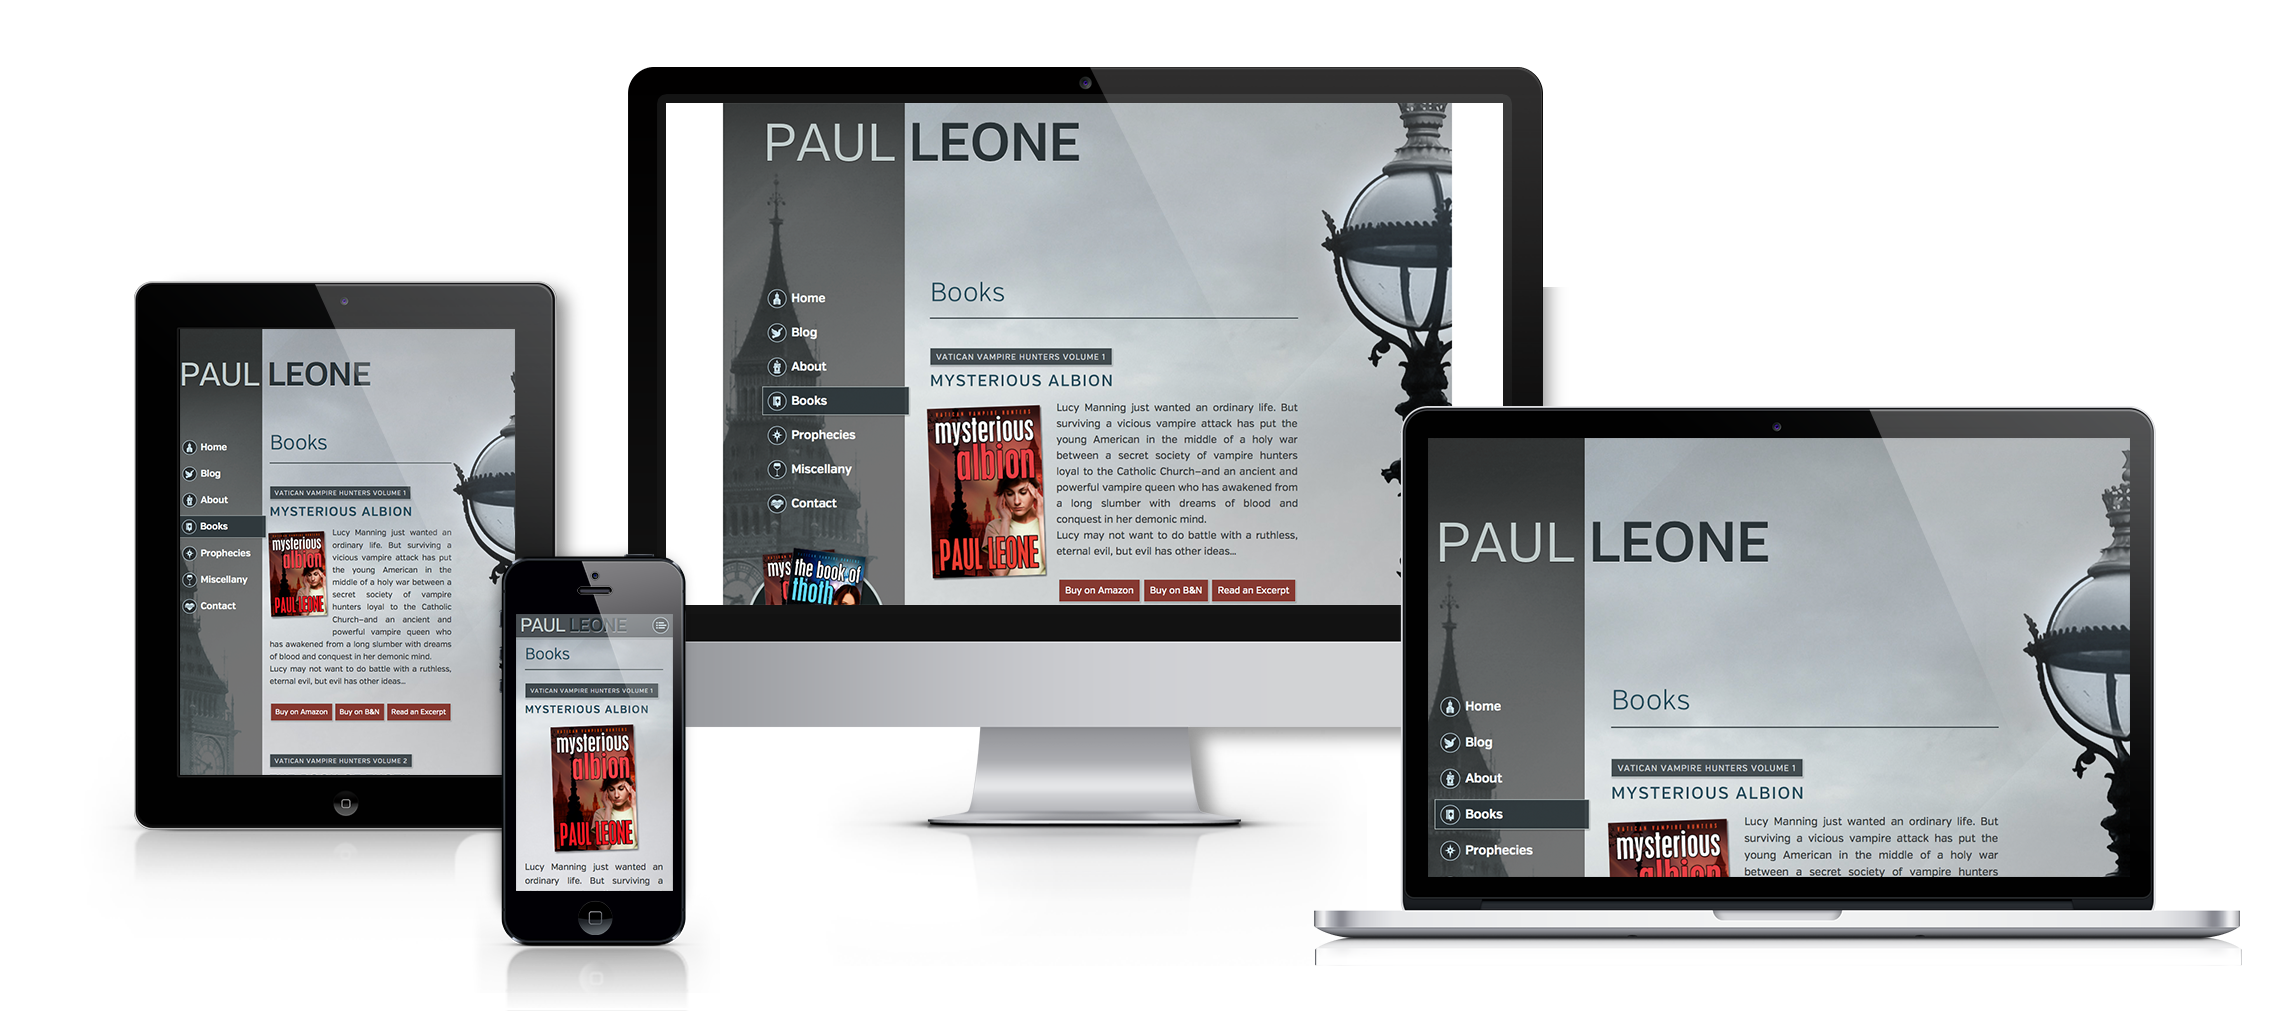 PAUL LEONE
Home
Blog
About
Books
Prophecies
Miscellany
Contact
Books
VATICAN VAMPIRE HUNTERS VOLUME 1
MYSTERIOUS ALBION
VATICAN VAMPIRE HUNTERS
mysterious
albion
PAUL LEONE
Lucy Manning just wanted an ordinary life. But
surviving a vicious vampire attack has put the
young American in the middle of a holy war
between a secret society of vampire hunters
loyal to the Catholic Church–and an ancient and
powerful vampire queen who has awakened from
a long slumber with dreams of blood and
conquest in her demonic mind.
Lucy may not want to do battle with a ruthless,
eternal evil, but evil has other ideas...
Buy on Amazon
Buy on B&N
Read an Excerpt
mys
the book of
thoth
PAUL LEONE
Home
Blog
About
Books
Prophecies
Miscellany
Contact
Books
VATICAN VAMPIRE HUNTERS VOLUME 1
MYSTERIOUS ALBION
mysterious
albion
PAUL LEONE
Lucy Manning just wanted an
ordinary life. But surviving a
vicious vampire attack has put
the young American in the
middle of a holy war between a
secret society of vampire
hunters loyal to the Catholic
Church–and an ancient and
powerful vampire queen who
has awakened from a long slumber with dreams
of blood and conquest in her demonic mind.
Lucy may not want to do battle with a ruthless,
eternal evil, but evil has other ideas...
Buy on Amazon
Buy on B&N
Read an Excerpt
VATICAN VAMPIRE HUNTERS VOLUME 2
PAUL LEONE
Books
VATICAN VAMPIRE HUNTERS VOLUME 1
MYSTERIOUS ALBION
mysterious
albion
PAUL LEONE
Lucy Manning just wanted an
ordinary life. But surviving a
PAUL LEONE
Home
Blog
About
Books
Prophecies
Books
VATICAN VAMPIRE HUNTERS VOLUME 1
MYSTERIOUS ALBION
VATICAN VAMPIRE HUNTERS
mysterious
albion
Lucy Manning just wanted an ordinary life. But
surviving a vicious vampire attack has put the
young American in the middle of a holy war
between a secret society of vampire hunters